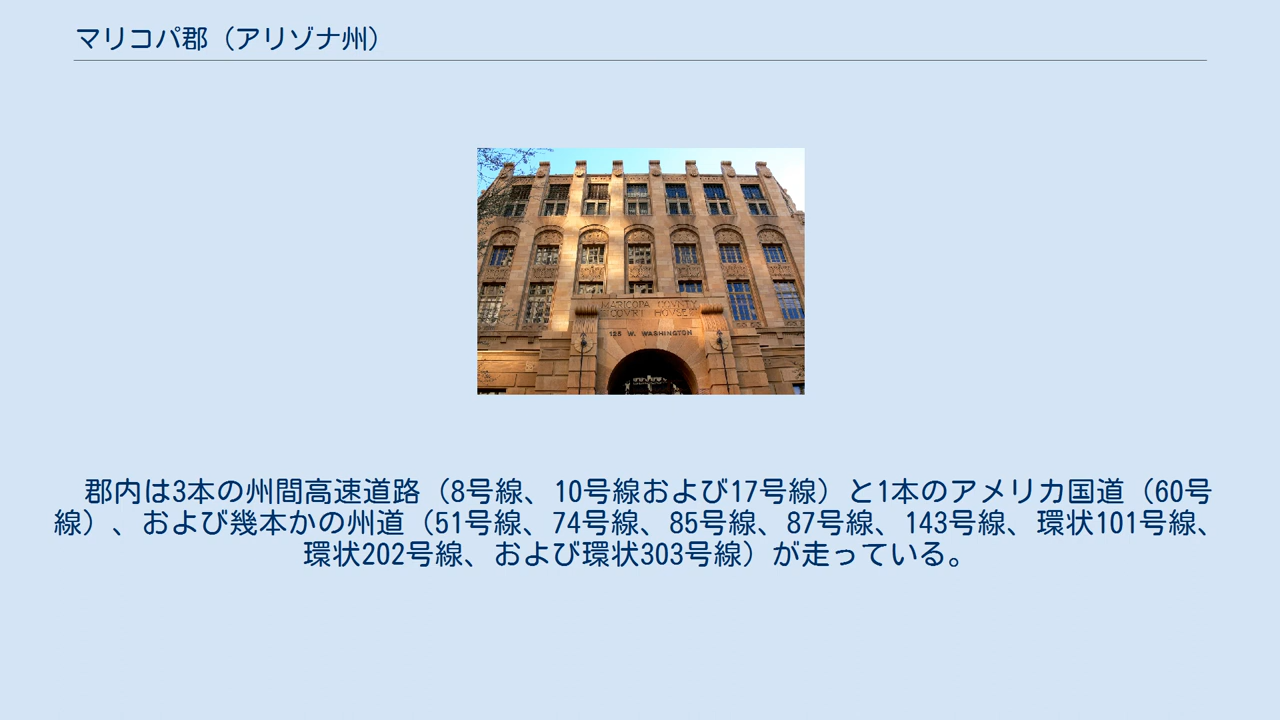 マリコパ郡（アリゾナ州）
MARICOPA COVNTY
COVRT HOVSE
125 W. WASHINGTON
郡内は3本の州間高速道路（8号線、10号線および17号線）と1本のアメリカ国道（60号
線）、および幾本かの州道（51号線、74号線、85号線、87号線、143号線、環状101号線、
環状202号線、および環状303号線）が走っている。